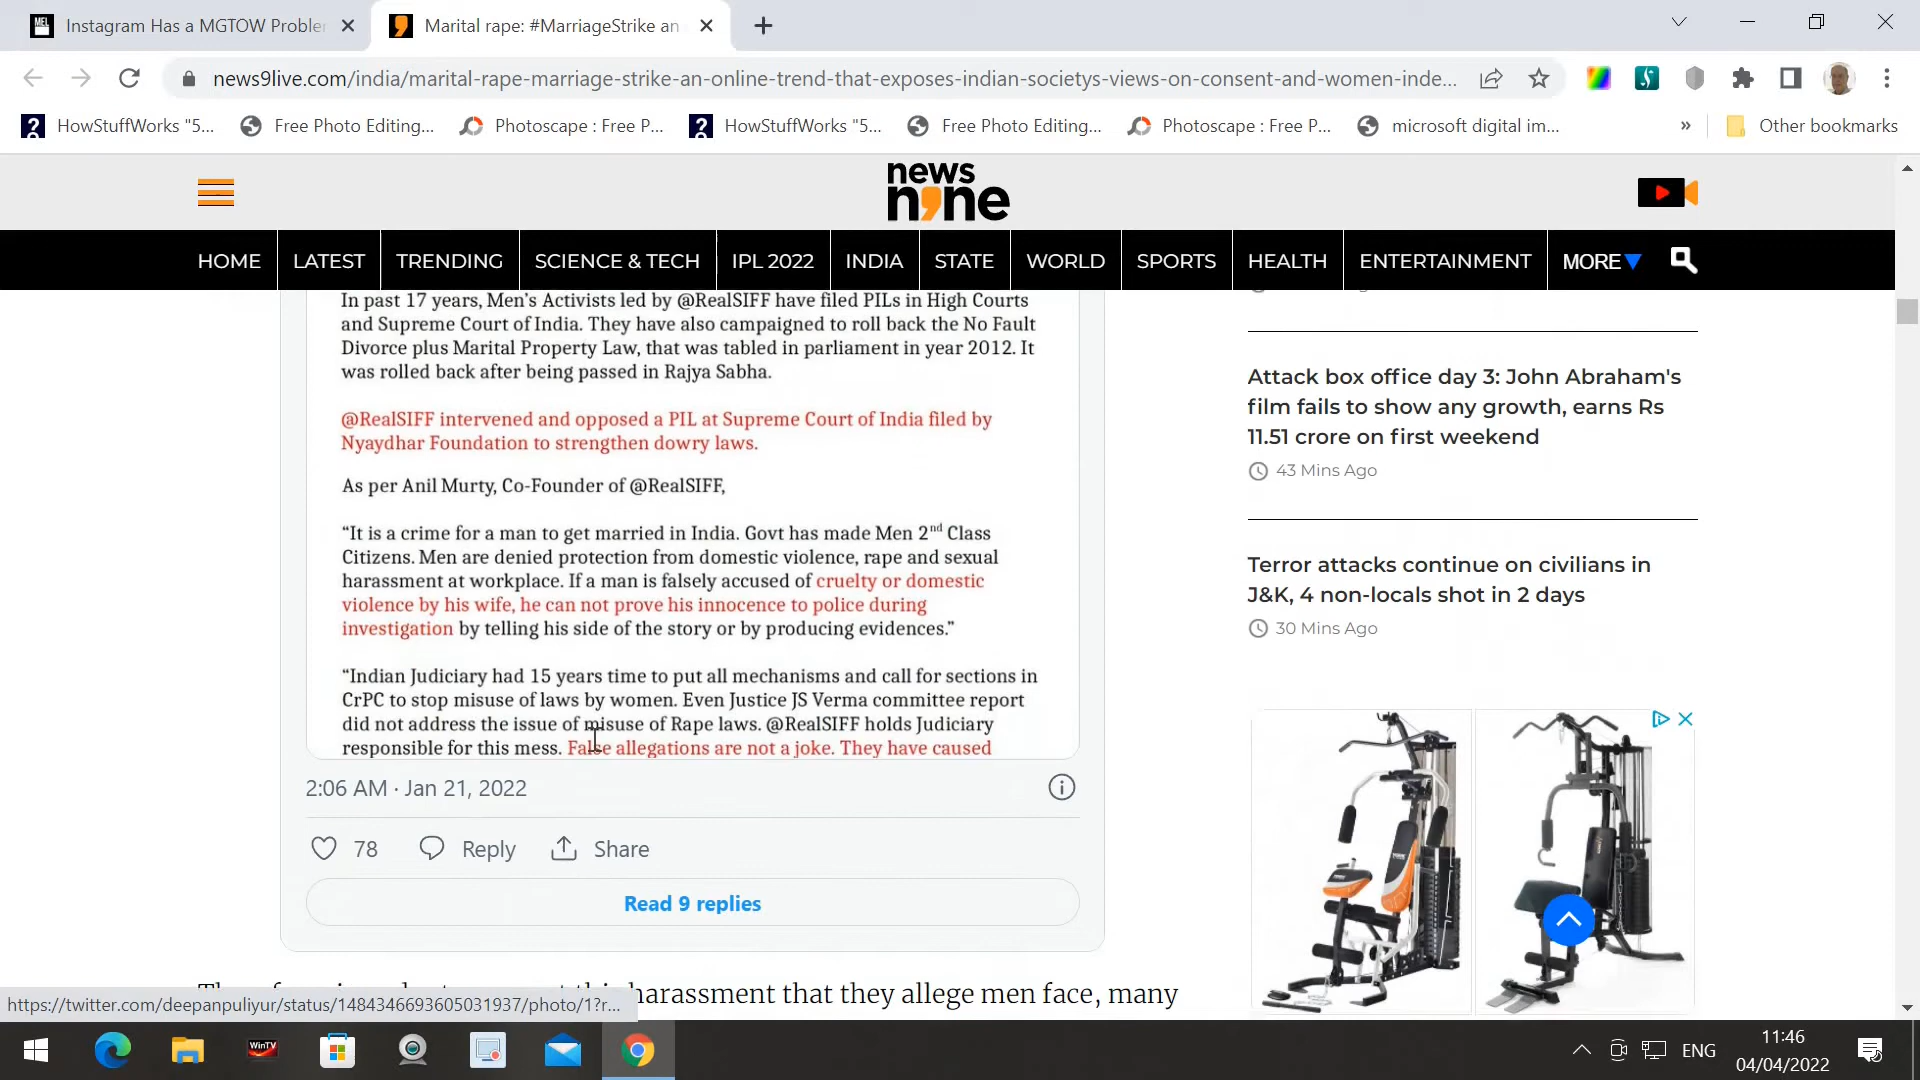 MEL
Instagram Has a MGTOW Proble
Marital rape: #MarriageStrike an
news9live.com/india/marital-rape-marriage-strike-an-online-trend-that-exposes-indian-societys-views-on-consent-and-women-inde...
HowStuffWorks "5...
Free Photo Editing...
Photoscape : Free P...
HowStuffWorks "5...
Free Photo Editing...
Photoscape : Free P...
microsoft digital im...
»
Other bookmarks
news
n9ne
HOME
LATEST
TRENDING
SCIENCE & TECH
IPL 2022
INDIA
STATE
WORLD
SPORTS
HEALTH
ENTERTAINMENT
MORE
In past 17 years, Men's Activists led by @RealSIFF have filed PILs in High Courts
and Supreme Court of India. They have also campaigned to roll back the No Fault
Divorce plus Marital Property Law, that was tabled in parliament in year 2012. It
was rolled back after being passed in Rajya Sabha.
@RealSIFF intervened and opposed a PIL at Supreme Court of India filed by
Nyaydhar Foundation to strengthen dowry laws.
As per Anil Murty, Co-Founder of @RealSIFF,
“It is a crime for a man to get married in India. Govt has made Men 2nd Class
Citizens. Men are denied protection from domestic violence, rape and sexual
harassment at workplace. If a man is falsely accused of cruelty or domestic
violence by his wife, he can not prove his innocence to police during
investigation by telling his side of the story or by producing evidences.”
“Indian Judiciary had 15 years time to put all mechanisms and call for sections in
CrPC to stop misuse of laws by women. Even Justice JS Verma committee report
did not address the issue of misuse of Rape laws. @RealSIFF holds Judiciary
responsible for this mess. False allegations are not a joke. They have caused
2:06 AM · Jan 21, 2022
78
Reply
Share
Read 9 replies
harassment that they allege men face, many
https://twitter.com/deepanpuliyur/status/1484346693605031937/photo/1?r...
Attack box office day 3: John Abraham's
film fails to show any growth, earns Rs
11.51 crore on first weekend
43 Mins Ago
Terror attacks continue on civilians in
J&K, 4 non-locals shot in 2 days
30 Mins Ago
WinTV
ENG
11:46
04/04/2022